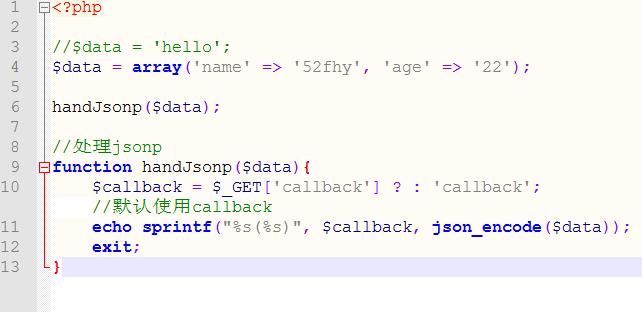 1 <?php
2
3 //$data = 'hello';
4 $data = array('name' => '52fhy', 'age' => '22');
5
6 handJsonp($data);
7
8 //处理jsonp
9 function handJsonp($data){
10     $callback = $_GET['callback'] ? : 'callback';
    //默认使用callback
11     echo sprintf("%s(%s)", $callback, json_encode($data));
12     exit;
13 }